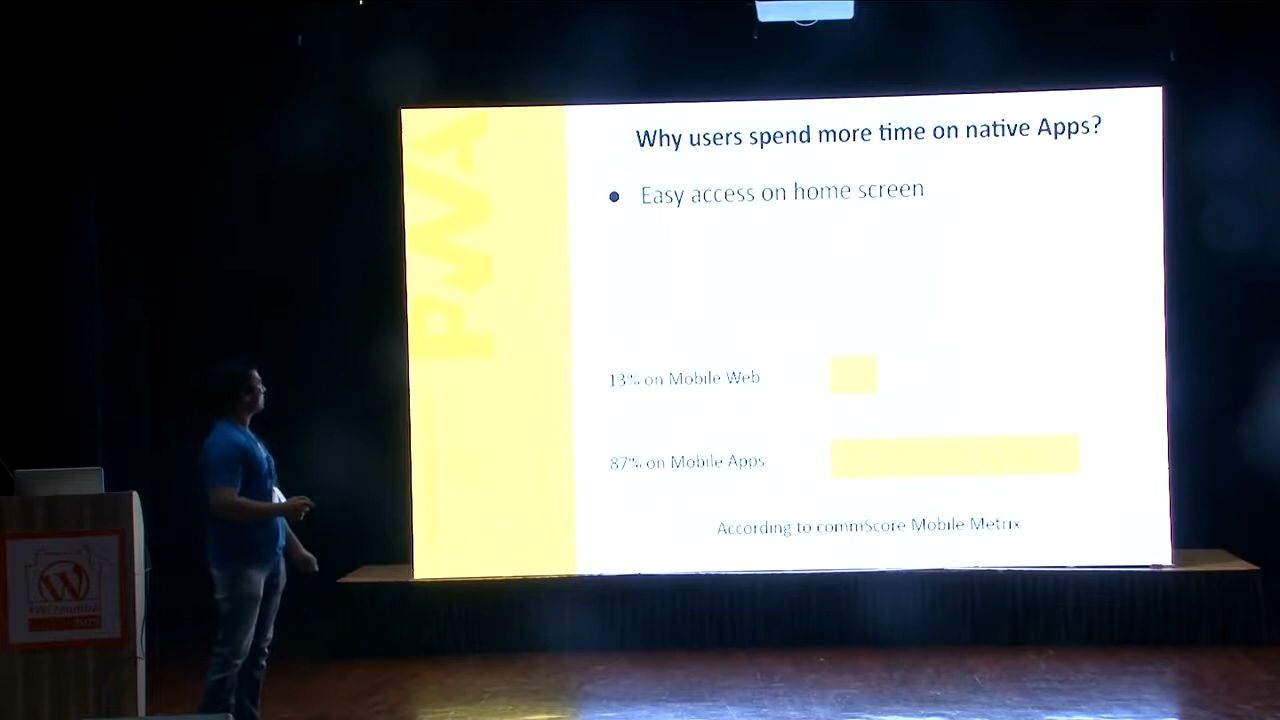 PWA
Why users spend more time on native Apps?
● Easy access on home screen
13% on Mobile Web
87% on Mobile Apps
According to commScore Mobile Metrix